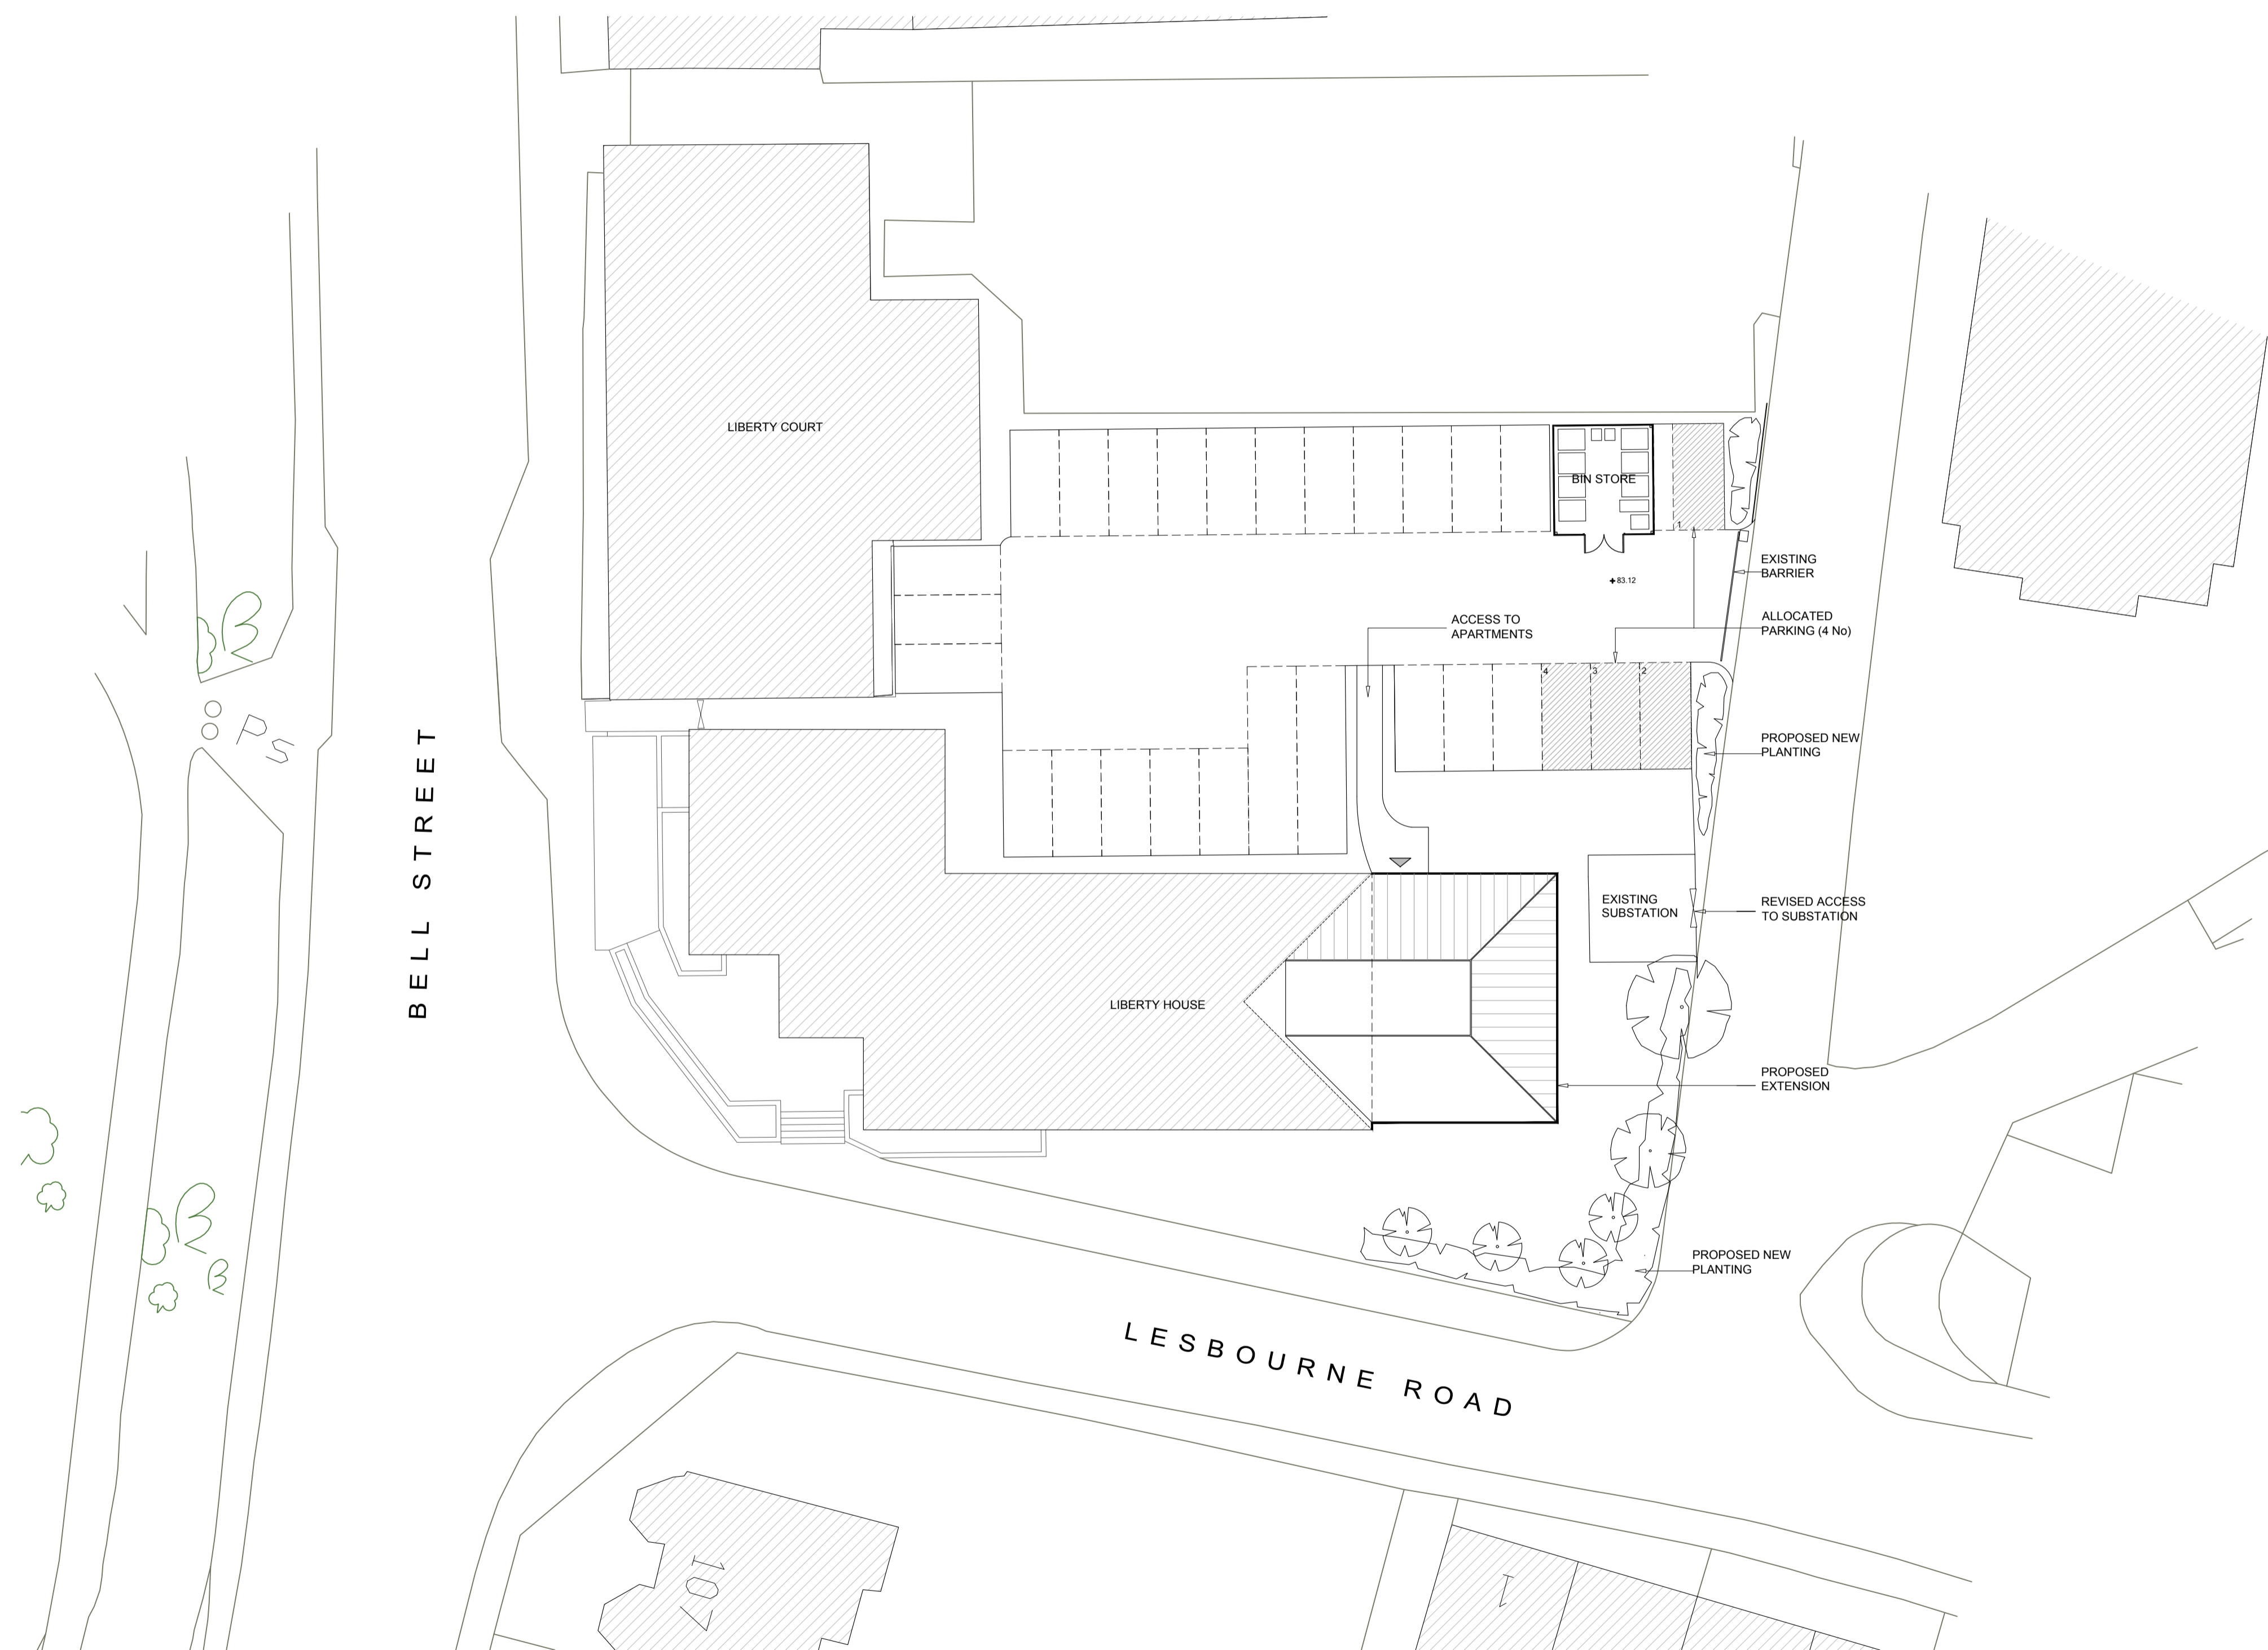 LIBERTY COURT
BIN STORE
1
83.12
EXISTING
BARRIER
ACCESS TO
APARTMENTS
ALLOCATED
PARKING (4 No)
4
3
2
PROPOSED NEW
PLANTING
BELL STREET
EXISTING
SUBSTATION
REVISED ACCESS
TO SUBSTATION
LIBERTY HOUSE
PROPOSED
EXTENSION
PROPOSED NEW
PLANTING
LESBOURNE ROAD
107
1